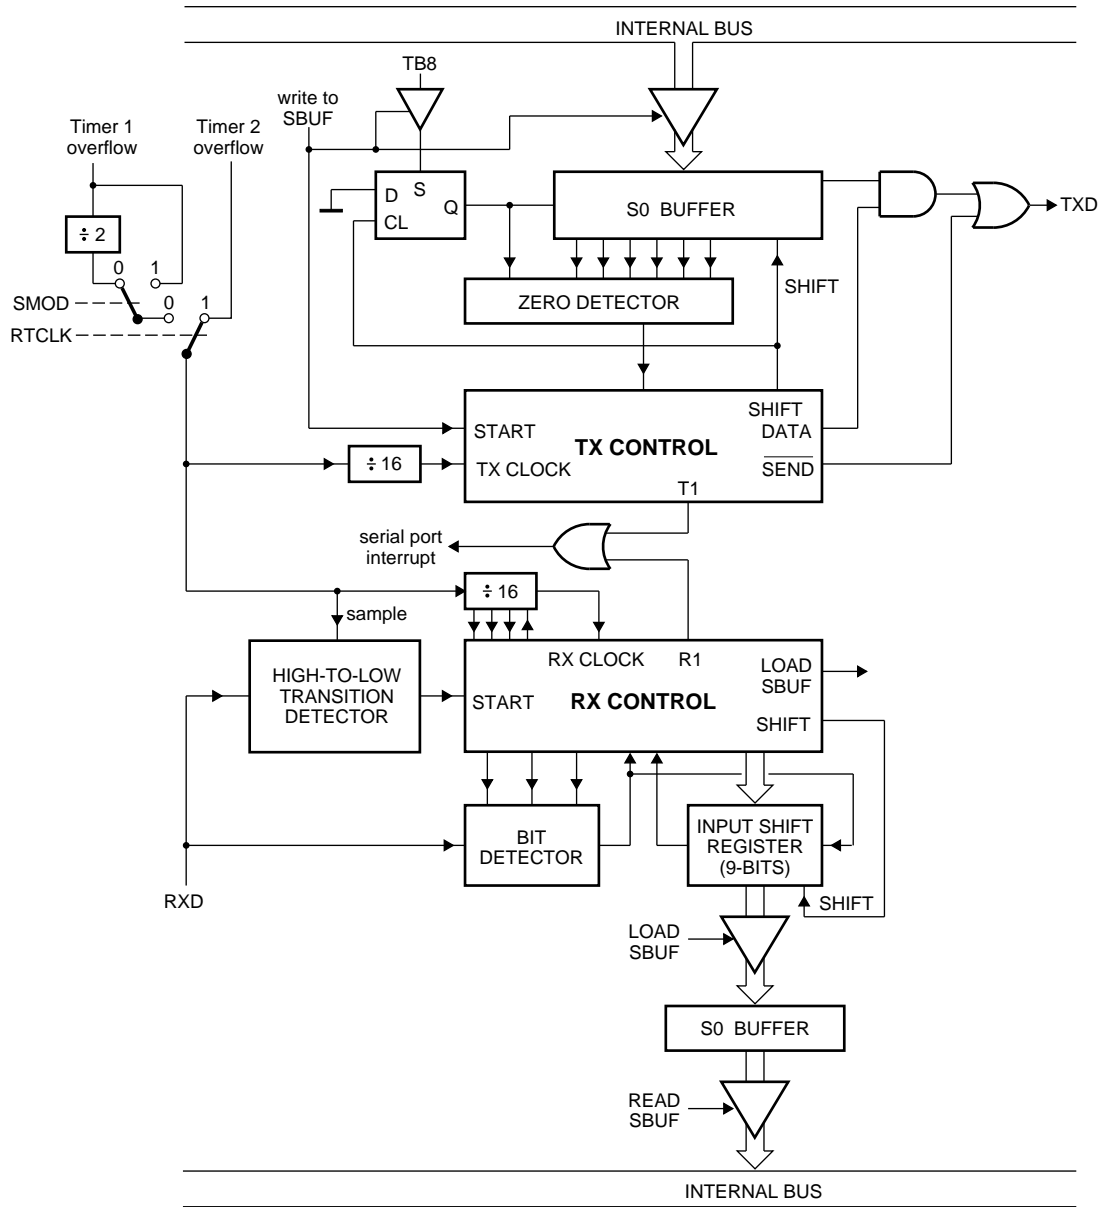 INTERNAL BUS
TB8
write to
SBUF
Timer 1
overflow
Timer 2
overflow
D
S
Q
CL
S0 BUFFER
TXD
÷ 2
0
1
SMOD
0
1
RTCLK
ZERO DETECTOR
SHIFT
SHIFT
START
TX CONTROL
DATA
÷ 16
TX CLOCK
SEND
T1
serial port
interrupt
÷ 16
sample
HIGH-TO-LOW
TRANSITION
DETECTOR
RX CLOCK
R1
LOAD
SBUF
START
RX CONTROL
SHIFT
BIT
DETECTOR
INPUT SHIFT
REGISTER
(9-BITS)
RXD
SHIFT
LOAD
SBUF
S0 BUFFER
READ
SBUF
INTERNAL BUS